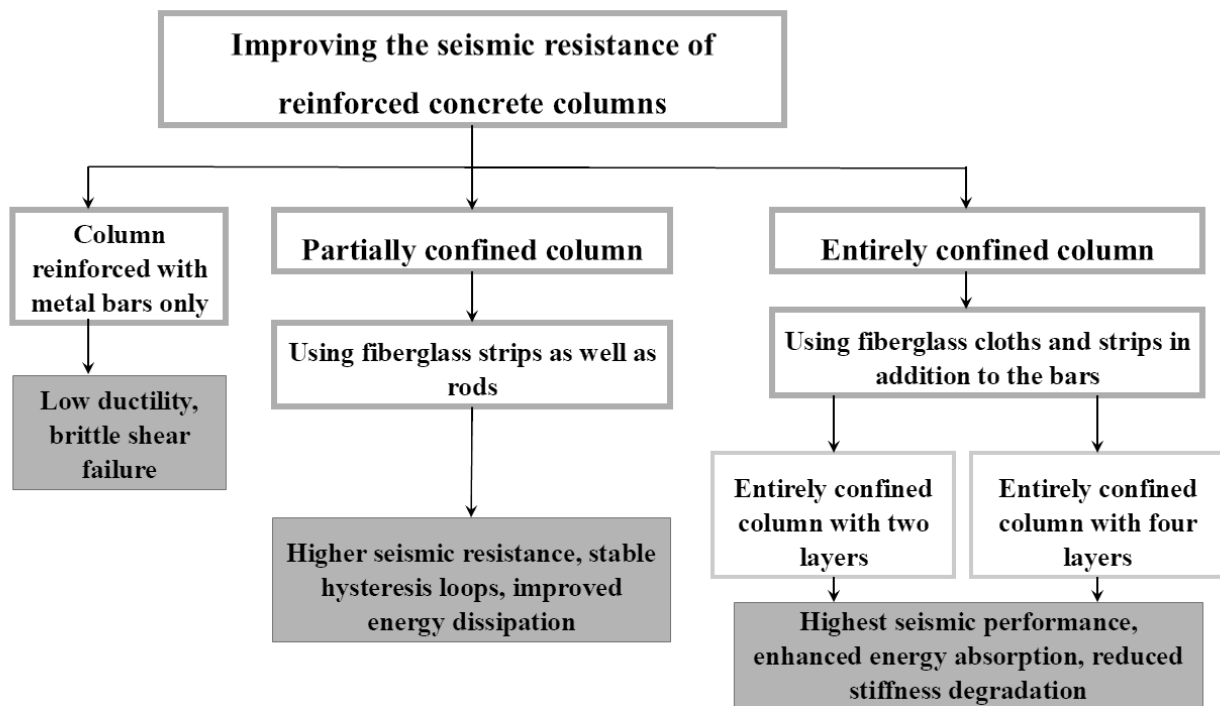 Improving the seismic resistance of
reinforced concrete columns
Column
reinforced with
metal bars only
Low ductility,
brittle shear
failure
Partially confined column
Using fiberglass strips as well as
rods
Higher seismic resistance, stable
hysteresis loops, improved
energy dissipation
Entirely confined column
Using fiberglass cloths and strips in
addition to the bars
Entirely confined
column with two
layers
Entirely confined
column with four
layers
Highest seismic performance,
enhanced energy absorption, reduced
stiffness degradation